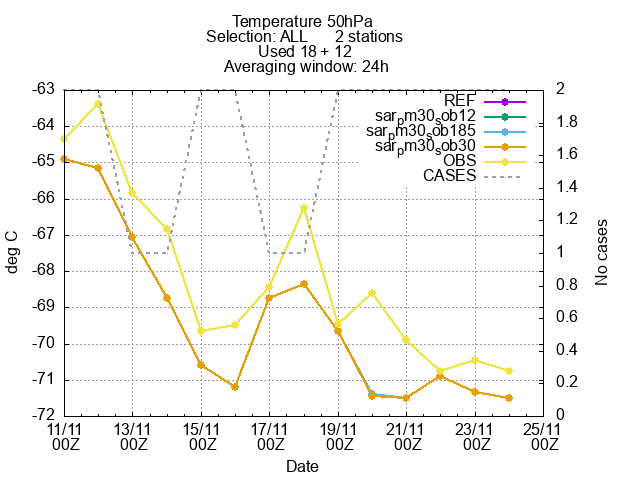 Temperature 50hPa
Selection: ALL 2 stations
Used 18 + 12
Averaging window: 24h
-63
-64
-65
-66
-67
-68
-69
-70
-71
-72
deg C
2
1.8
1.6
1.4
1.2
1
0.8
0.6
0.4
0.2
0
No cases
REF
sarpm30sob12
sarpm30sob185
sarpm30sob30
OBS
CASES
11/11 13/11 15/11 17/11 19/11 21/11 23/11 25/11
00Z 00Z 00Z 00Z 00Z 00Z 00Z 00Z
Date